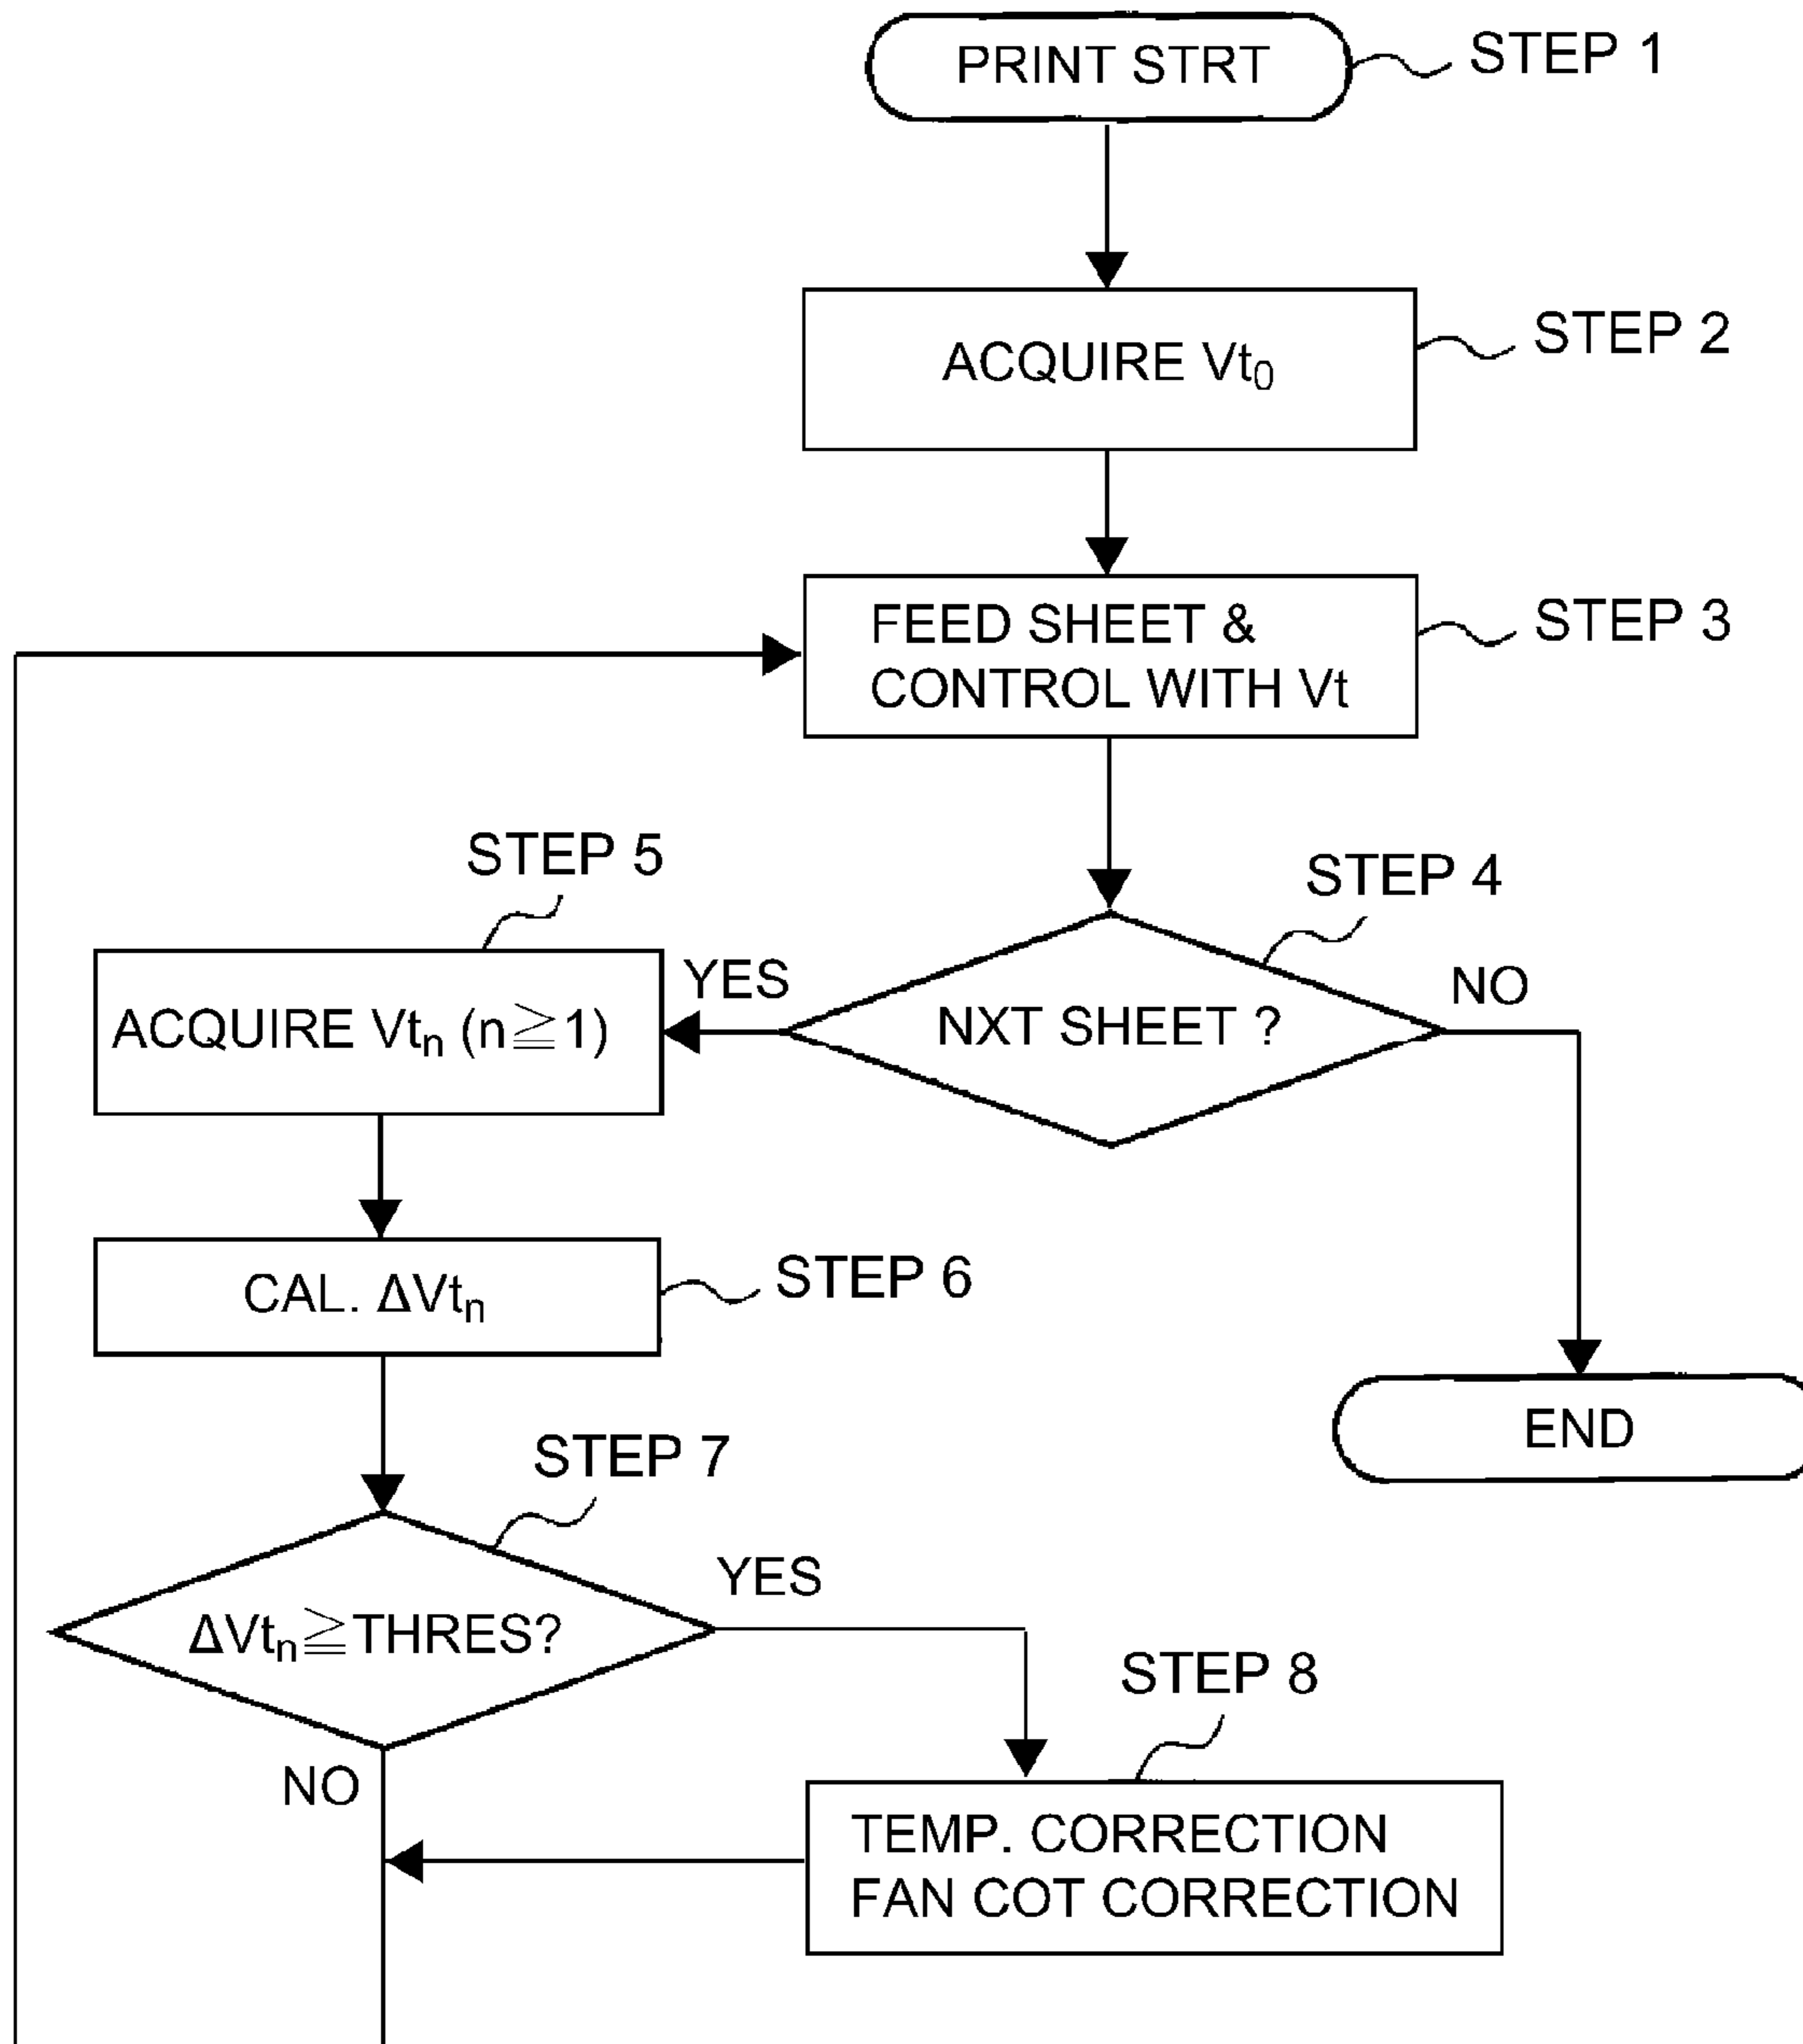 PRINT STRT
STEP 1
ACQUIRE Vt₀
STEP 2
FEED SHEET &
CONTROL WITH Vt
STEP 3
STEP 4
NXT SHEET ?
YES
NO
STEP 5
ACQUIRE Vtₙ (n≧1)
CAL. ΔVtₙ
STEP 6
END
STEP 7
ΔVtₙ≧THRES?
YES
NO
STEP 8
TEMP. CORRECTION
FAN COT CORRECTION